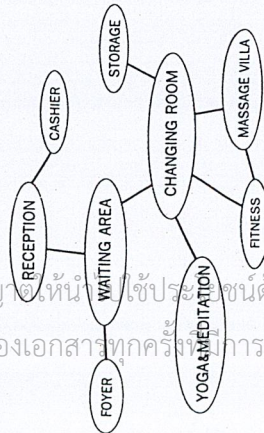 STORAGE
CASHIER
RECEPTION
CHANGING ROOM
MASSAGE VILLA
WAITING AREA
FITNESS
YOGA&MEDITATION
FOYER